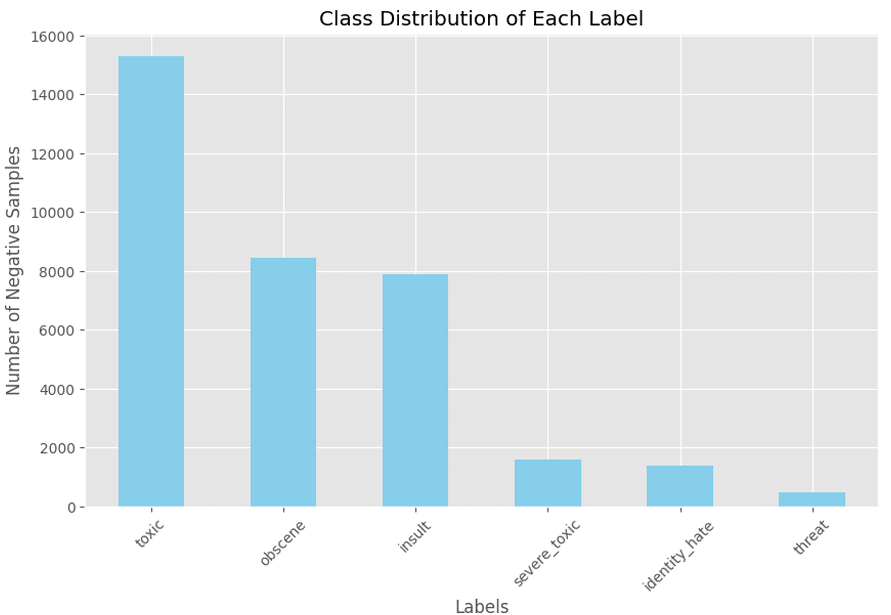 Class Distribution of Each Label
Number of Negative Samples
16000
14000
12000
10000
8000
6000
4000
2000
0
toxic
obscene
insult
severe_toxic
identity_hate
threat
Labels